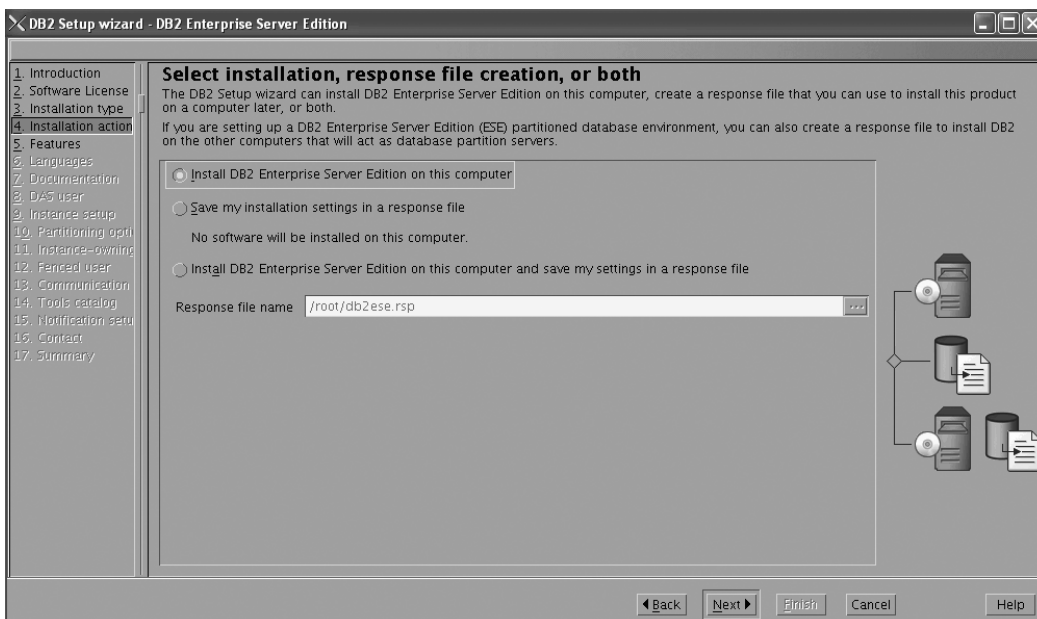 DB2 Setup wizard - DB2 Enterprise Server Edition
1. Introduction
2. Software License
3. Installation type
4. Installation action
5. Features
6. Languages
7. Documentation
8. DAS user
9. Instance setup
10. Partitioning opti
11. Instance-owning
12. Fenced user
13. Communication
14. Tools catalog
15. Notification setu
16. Contact
17. Summary
Select installation, response file creation, or both
The DB2 Setup wizard can install DB2 Enterprise Server Edition on this computer, create a response file that you can use to install this product
on a computer later, or both.
If you are setting up a DB2 Enterprise Server Edition (ESE) partitioned database environment, you can also create a response file to install DB2
on the other computers that will act as database partition servers.
Install DB2 Enterprise Server Edition on this computer
Save my installation settings in a response file
No software will be installed on this computer.
Install DB2 Enterprise Server Edition on this computer and save my settings in a response file
Response file name /root/db2ese.rsp ...
Back Next Finish Cancel Help